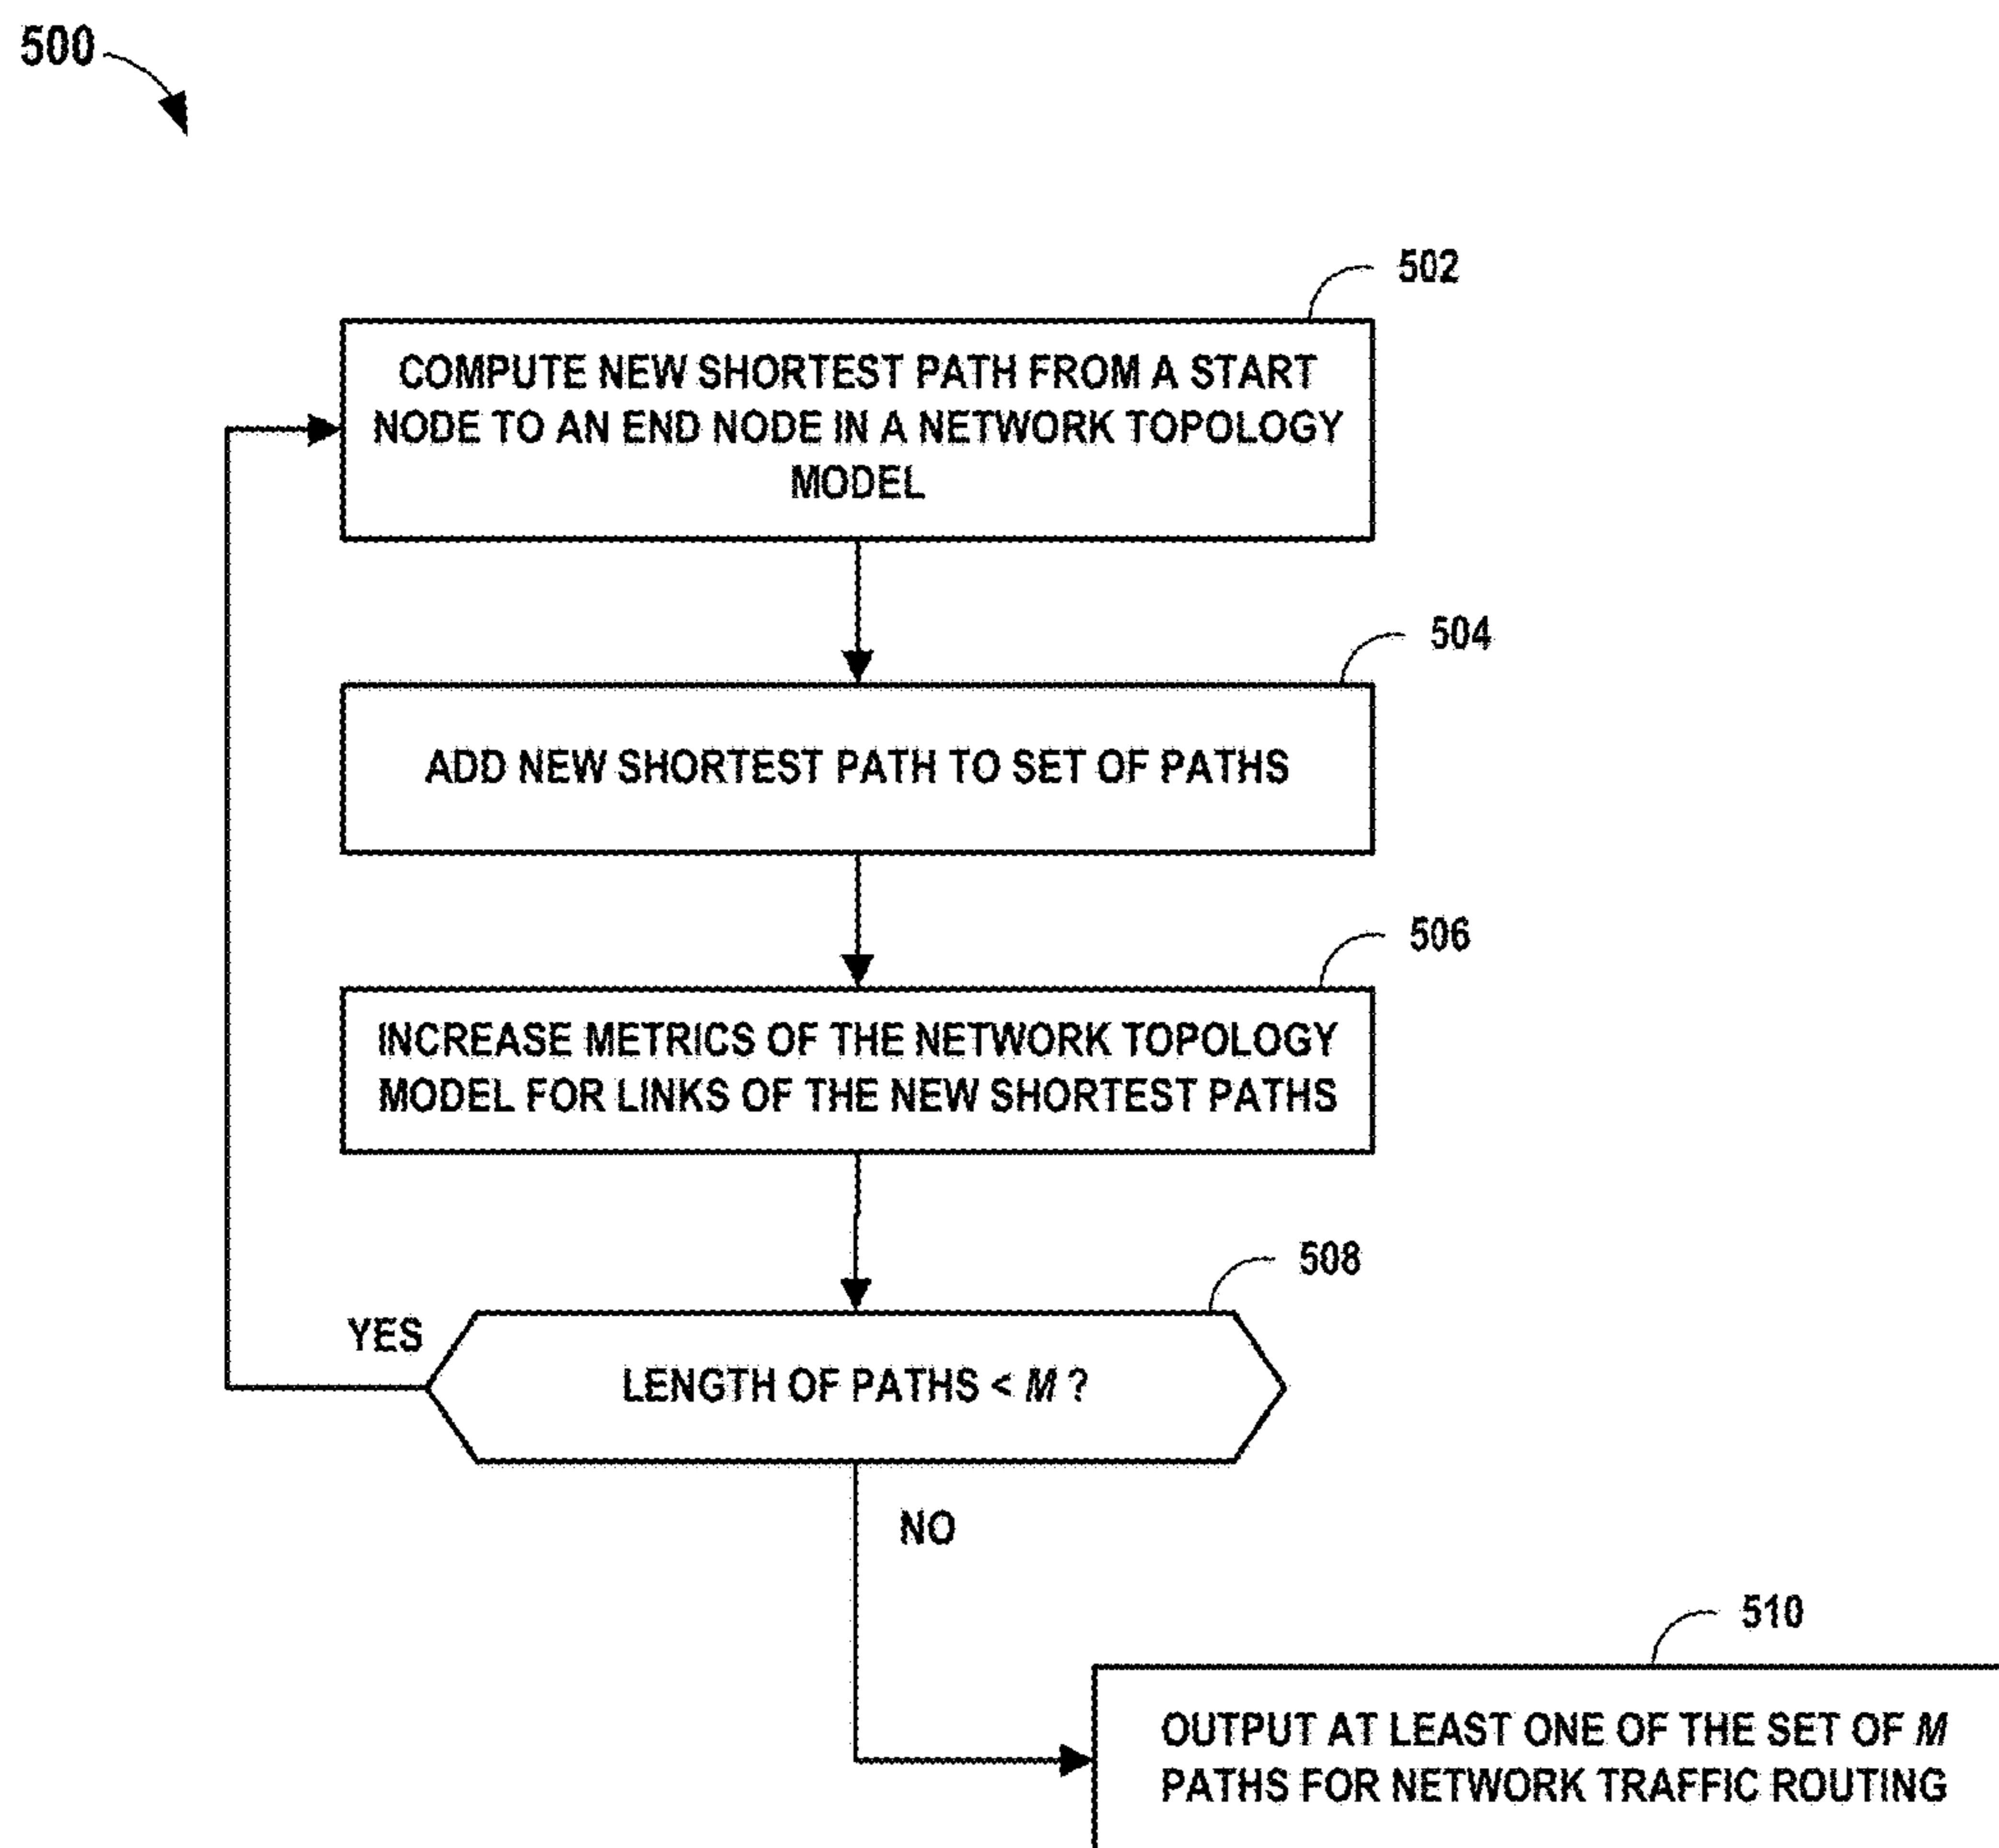 500
502
COMPUTE NEW SHORTEST PATH FROM A START
NODE TO AN END NODE IN A NETWORK TOPOLOGY
MODEL
504
ADD NEW SHORTEST PATH TO SET OF PATHS
506
INCREASE METRICS OF THE NETWORK TOPOLOGY
MODEL FOR LINKS OF THE NEW SHORTEST PATHS
508
YES
LENGTH OF PATHS < M ?
NO
510
OUTPUT AT LEAST ONE OF THE SET OF M
PATHS FOR NETWORK TRAFFIC ROUTING